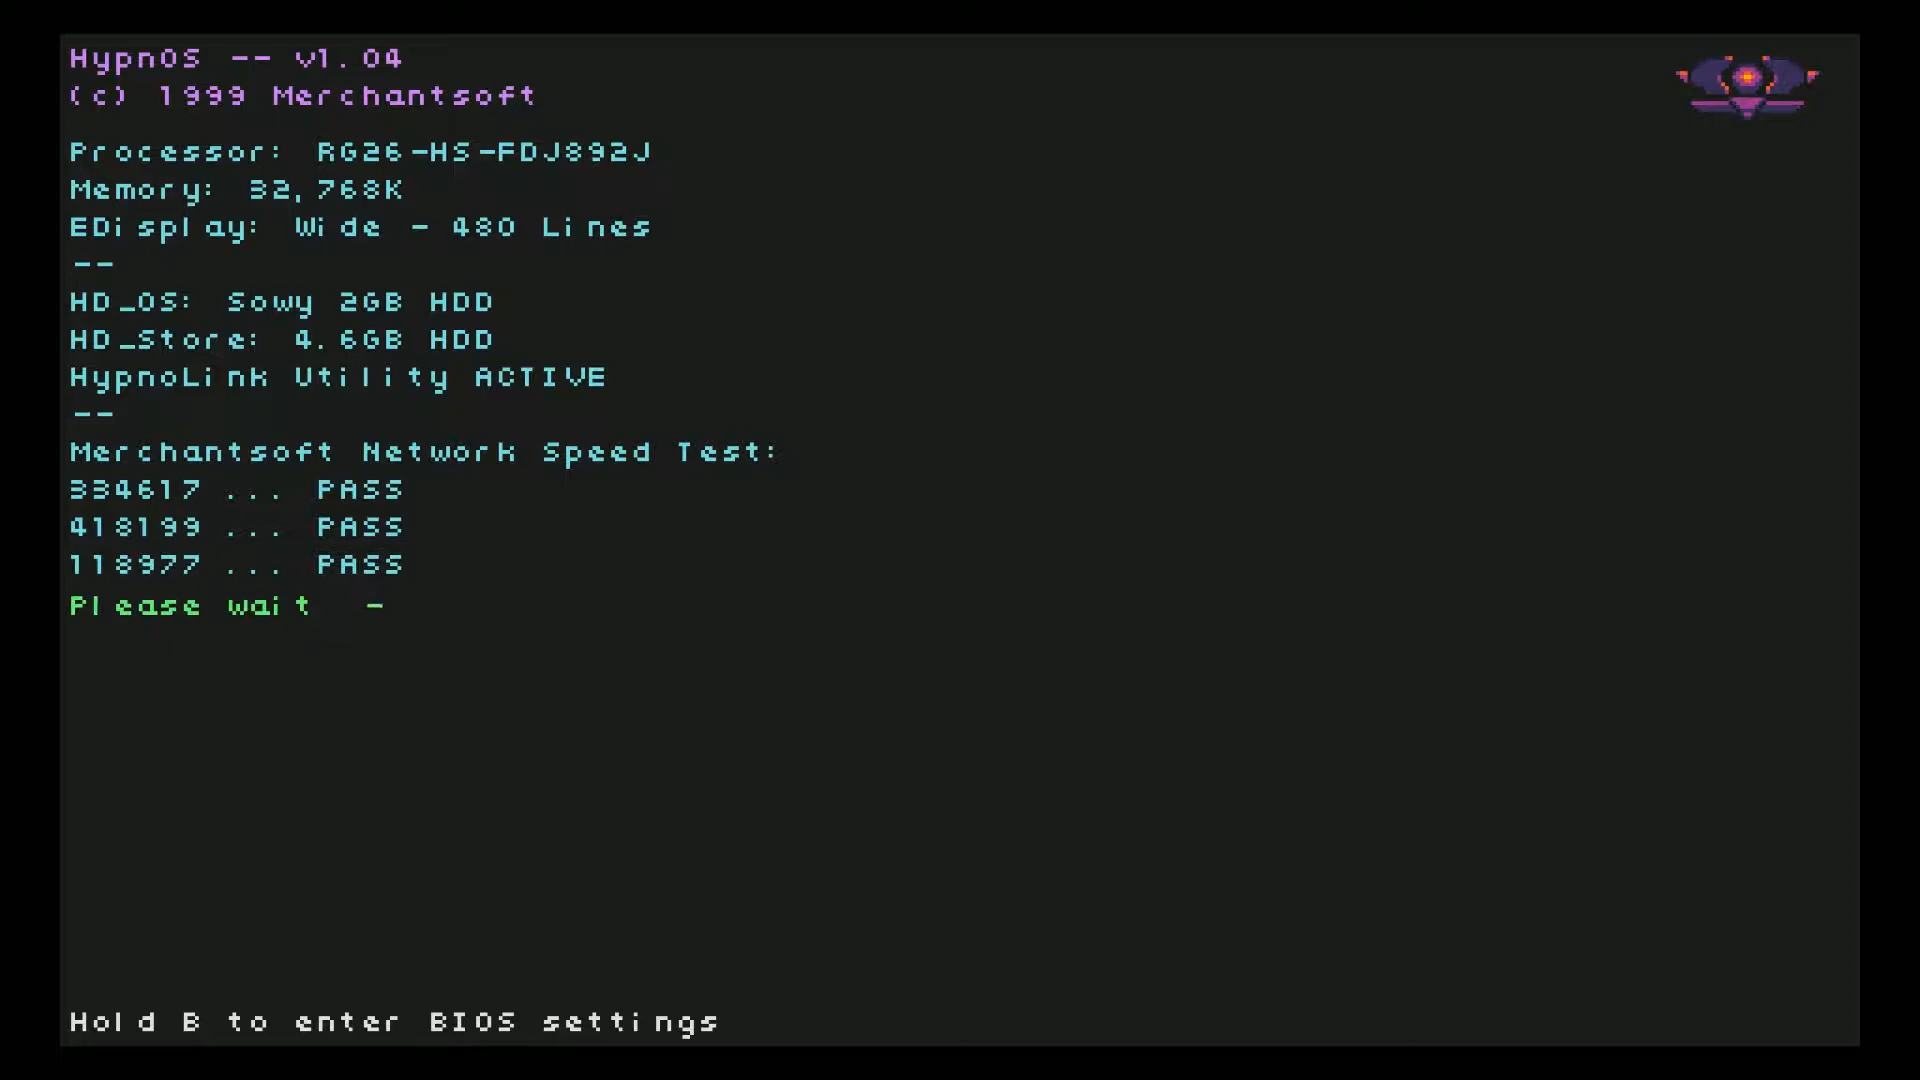 HypnOS -- v1.04
(c) 1999 Merchantsoft
Processor: RG26-HS-FDJ892J
Memory: 32,768K
EDisplay: Wide - 480 Lines
--
HD_OS: Sowy 2GB HDD
HD_Store: 4.6GB HDD
HypnoLink Utility ACTIVE
--
Merchantsoft Network Speed Test:
334617 ... PASS
418199 ... PASS
118977 ... PASS
Please wait  -
Hold B to enter BIOS settings